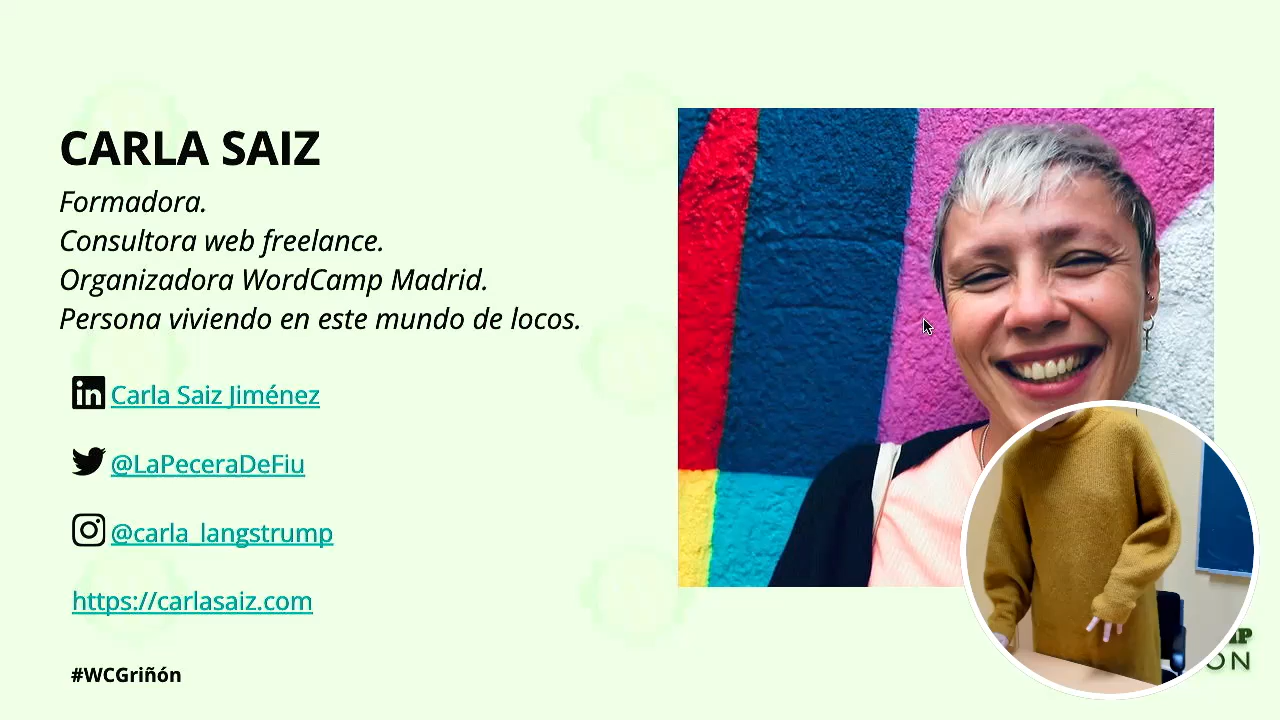 CARLA SAIZ
Formadora.
Consultora web freelance.
Organizadora WordCamp Madrid.
Persona viviendo en este mundo de locos.
Carla Saiz Jiménez
@LaPeceraDeFiu
@carla_langstrump
https://carlasaiz.com
#WCGriñón